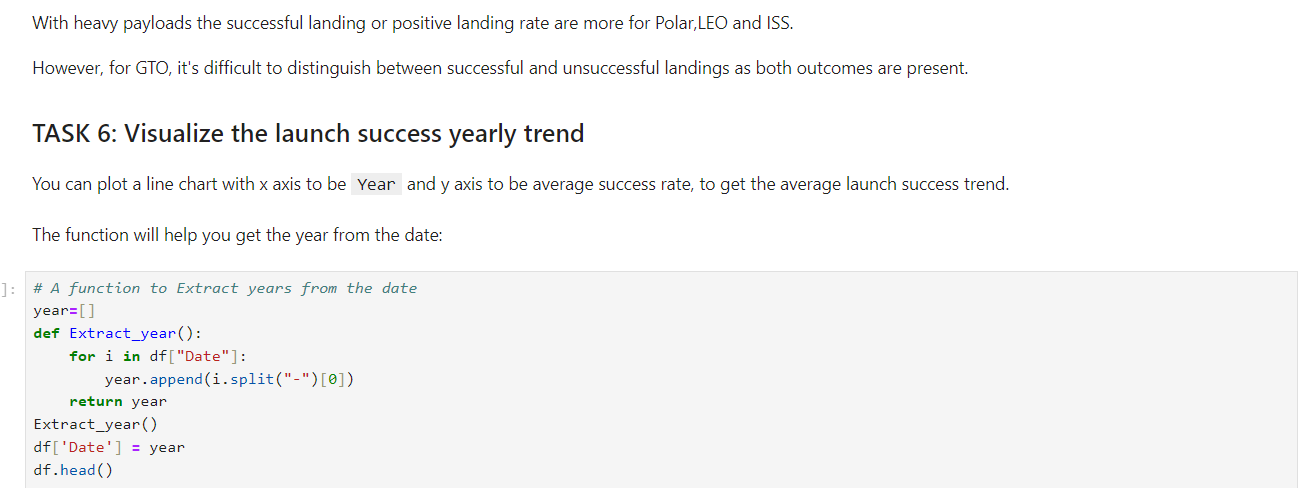 With heavy payloads the successful landing or positive landing rate are more for Polar,LEO and ISS.
However, for GTO, it's difficult to distinguish between successful and unsuccessful landings as both outcomes are present.
TASK 6: Visualize the launch success yearly trend
You can plot a line chart with x axis to be Year and y axis to be average success rate, to get the average launch success trend.
The function will help you get the year from the date:
]: # A function to Extract years from the date
year=[]
def Extract_year():
    for i in df["Date"]:
        year.append(i.split("-")[0])
    return year
Extract_year()
df['Date'] = year
df.head()